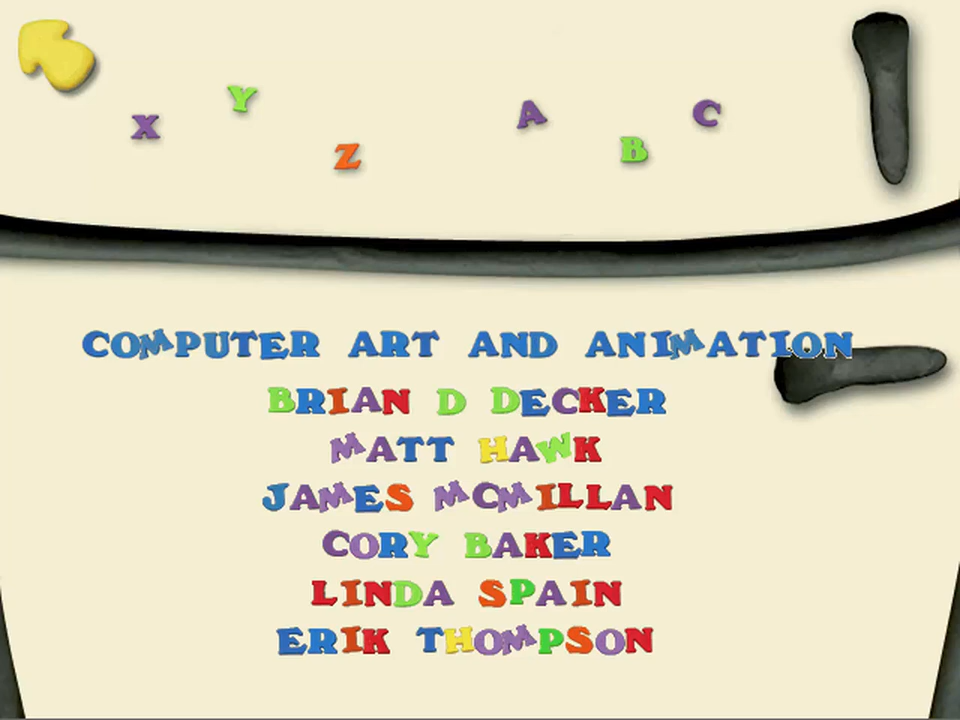 X Y Z A B C
COMPUTER ART AND ANIMATION
BRIAN D DECKER
MATT HAWK
JAMES MCMILLAN
CORY BAKER
LINDA SPAIN
ERIK THOMPSON